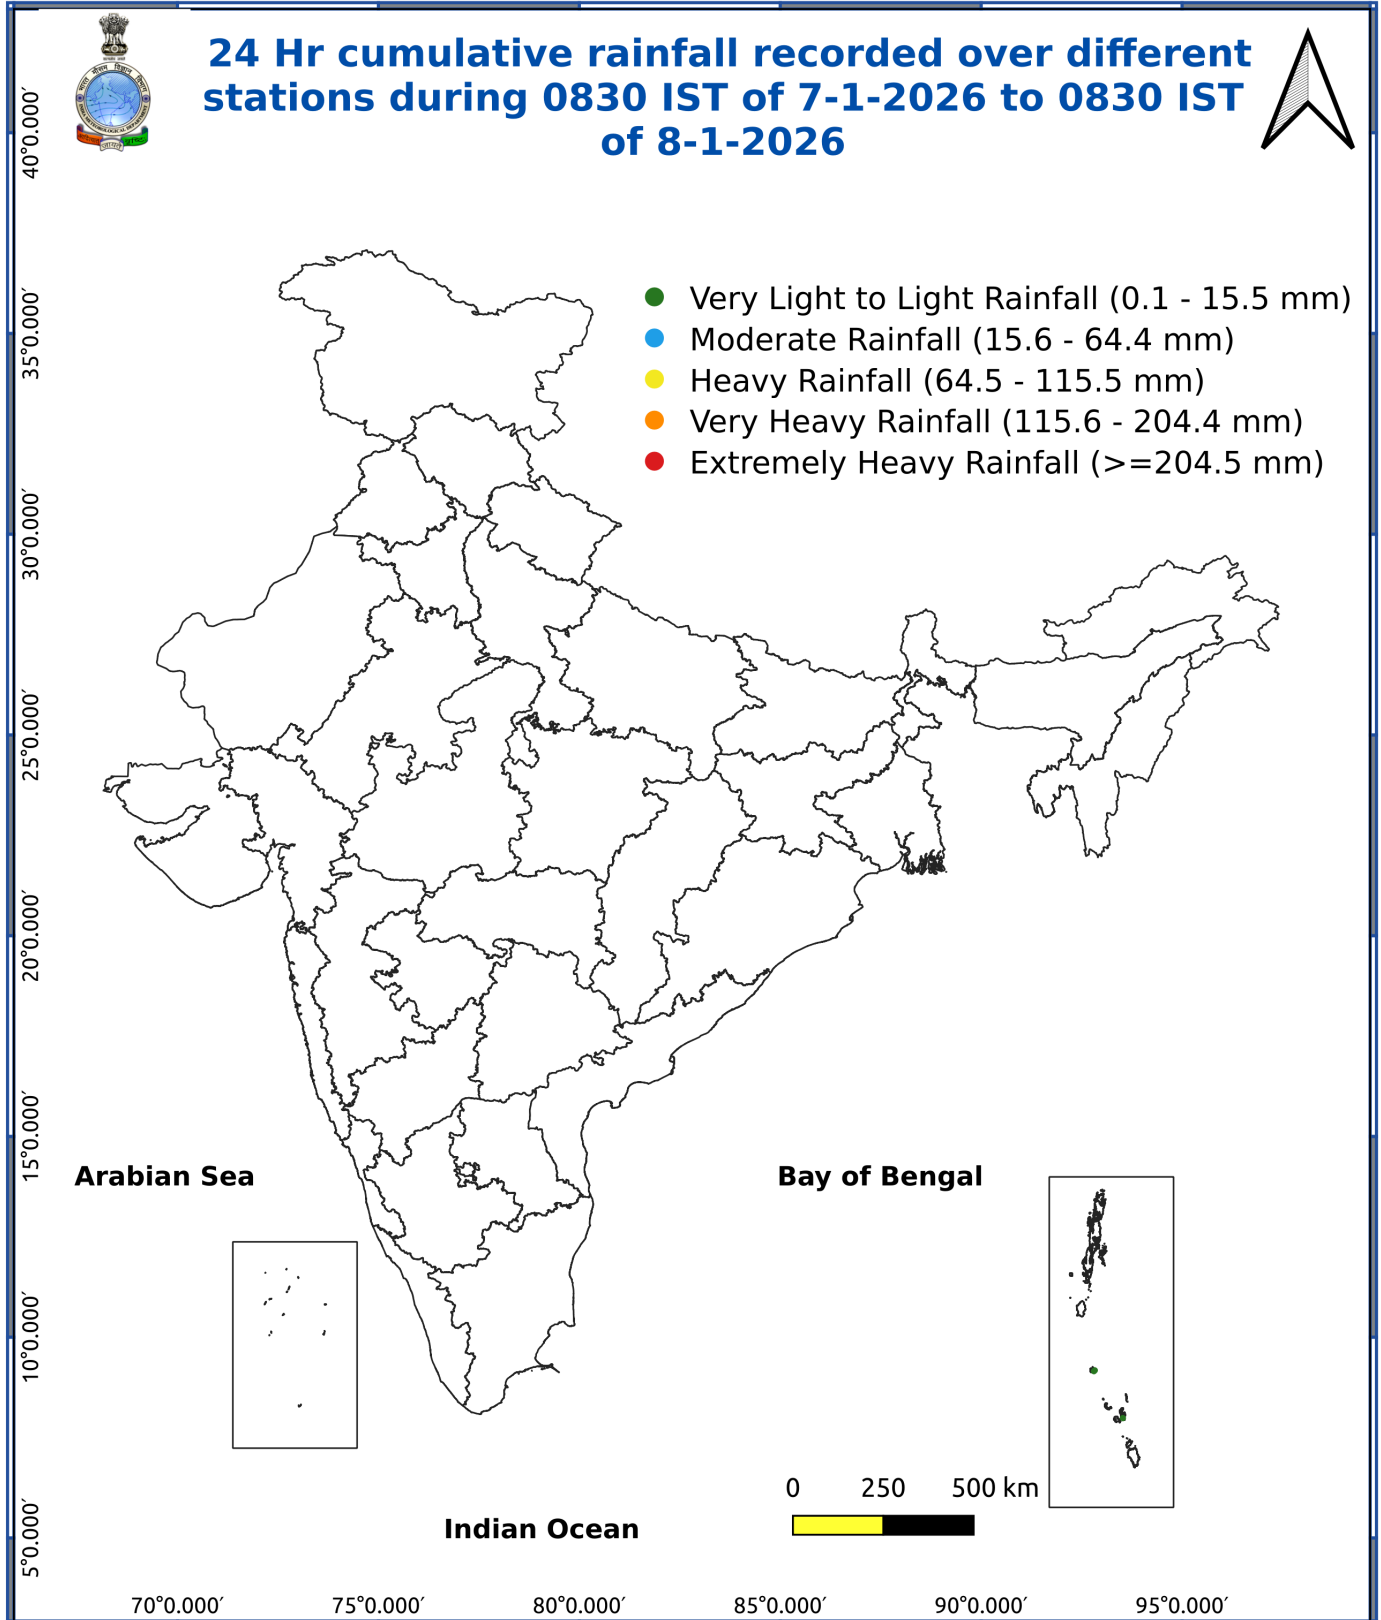 24 Hr cumulative rainfall recorded over different
stations during 0830 IST of 7-1-2026 to 0830 IST
of 8-1-2026
Very Light to Light Rainfall (0.1 - 15.5 mm)
Moderate Rainfall (15.6 - 64.4 mm)
Heavy Rainfall (64.5 - 115.5 mm)
Very Heavy Rainfall (115.6 - 204.4 mm)
Extremely Heavy Rainfall (>=204.5 mm)
40°0.000′
35°0.000′
30°0.000′
25°0.000′
20°0.000′
15°0.000′
10°0.000′
5°0.000′
Arabian Sea
Bay of Bengal
Indian Ocean
0 250 500 km
70°0.000′ 75°0.000′ 80°0.000′ 85°0.000′ 90°0.000′ 95°0.000′